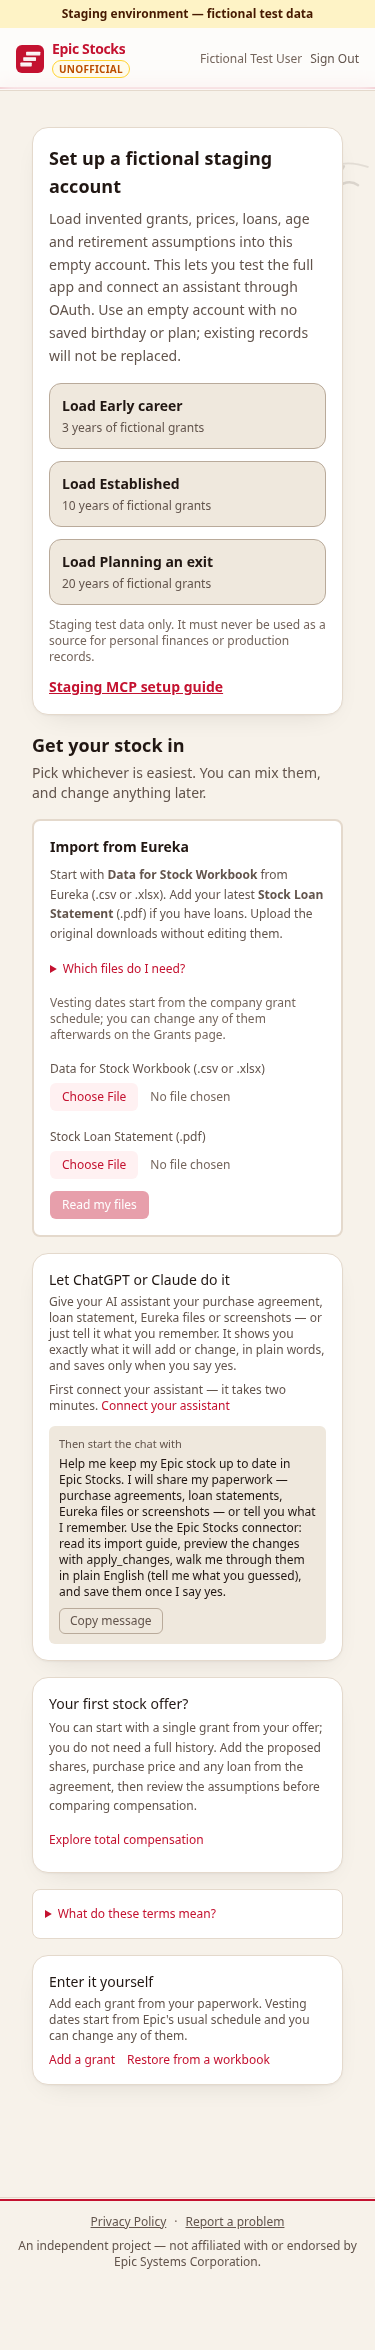 Staging environment — fictional test data
Epic Stocks
UNOFFICIAL
Fictional Test User
Sign Out
Set up a fictional staging
account
Load invented grants, prices, loans, age
and retirement assumptions into this
empty account. This lets you test the full
app and connect an assistant through
OAuth. Use an empty account with no
saved birthday or plan; existing records
will not be replaced.
Load Early career
3 years of fictional grants
Load Established
10 years of fictional grants
Load Planning an exit
20 years of fictional grants
Staging test data only. It must never be used as a
source for personal finances or production
records.
Staging MCP setup guide
Get your stock in
Pick whichever is easiest. You can mix them,
and change anything later.
Import from Eureka
Start with Data for Stock Workbook from
Eureka (.csv or .xlsx). Add your latest Stock Loan
Statement (.pdf) if you have loans. Upload the
original downloads without editing them.
Which files do I need?
Vesting dates start from the company grant
schedule; you can change any of them
afterwards on the Grants page.
Data for Stock Workbook (.csv or .xlsx)
Choose File No file chosen
Stock Loan Statement (.pdf)
Choose File No file chosen
Read my files
Let ChatGPT or Claude do it
Give your AI assistant your purchase agreement,
loan statement, Eureka files or screenshots — or
just tell it what you remember. It shows you
exactly what it will add or change, in plain words,
and saves only when you say yes.
First connect your assistant — it takes two
minutes. Connect your assistant
Then start the chat with
Help me keep my Epic stock up to date in
Epic Stocks. I will share my paperwork —
purchase agreements, loan statements,
Eureka files or screenshots — or tell you what
I remember. Use the Epic Stocks connector:
read its import guide, preview the changes
with apply_changes, walk me through them
in plain English (tell me what you guessed),
and save them once I say yes.
Copy message
Your first stock offer?
You can start with a single grant from your offer;
you do not need a full history. Add the proposed
shares, purchase price and any loan from the
agreement, then review the assumptions before
comparing compensation.
Explore total compensation
What do these terms mean?
Enter it yourself
Add each grant from your paperwork. Vesting
dates start from Epic's usual schedule and you
can change any of them.
Add a grant Restore from a workbook
Privacy Policy · Report a problem
An independent project — not affiliated with or endorsed by
Epic Systems Corporation.